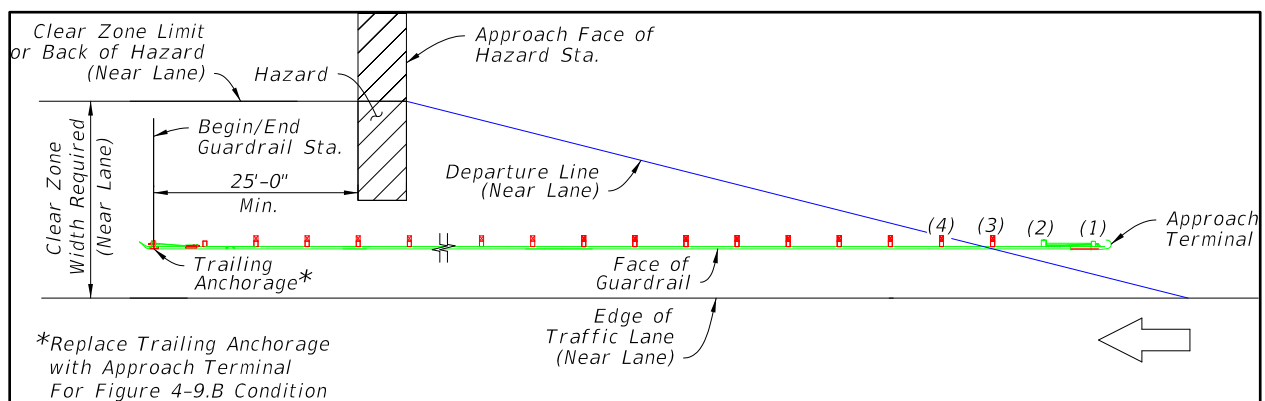 Clear Zone Limit
or Back of Hazard
(Near Lane)
Hazard
Approach Face of
Hazard Sta.
Begin/End
Guardrail Sta.
25'-0"
Min.
Clear Zone
Width Required
(Near Lane)
Departure Line
(Near Lane)
(4) (3) (2) (1)
Approach
Terminal
Trailing
Anchorage*
Face of
Guardrail
Edge of
Traffic Lane
(Near Lane)
*Replace Trailing Anchorage
with Approach Terminal
For Figure 4-9.B Condition